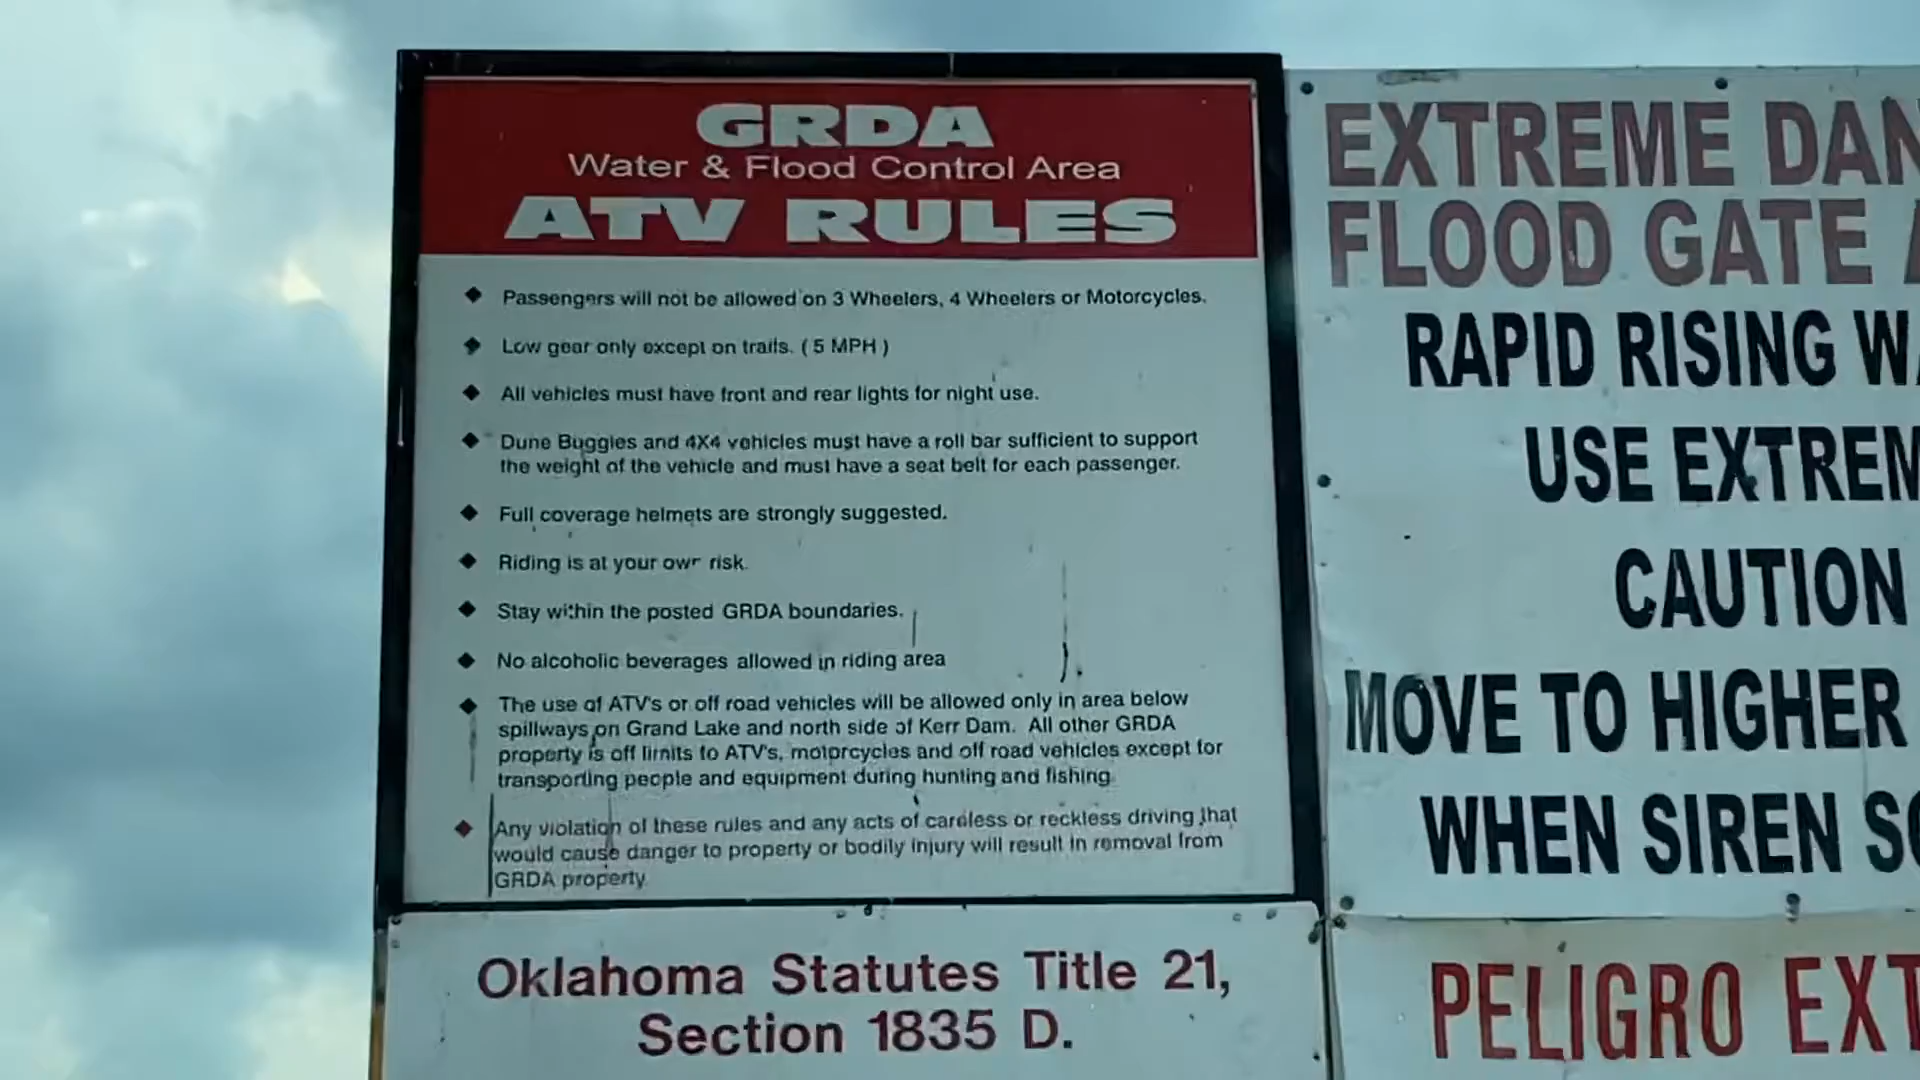 GRDA
Water & Flood Control Area
ATV RULES
◆ Passengers will not be allowed on 3 Wheelers, 4 Wheelers or Motorcycles.
◆ Low gear only except on trails. ( 5 MPH )
◆ All vehicles must have front and rear lights for night use.
◆ Dune Buggies and 4X4 vehicles must have a roll bar sufficient to support
the weight of the vehicle and must have a seat belt for each passenger.
◆ Full coverage helmets are strongly suggested.
◆ Riding is at your own risk.
◆ Stay within the posted GRDA boundaries.
◆ No alcoholic beverages allowed in riding area
◆ The use of ATV's or off road vehicles will be allowed only in area below
spillways on Grand Lake and north side of Kerr Dam. All other GRDA
property is off limits to ATV's, motorcycles and off road vehicles except for
transporting people and equipment during hunting and fishing.
◆ Any violation of these rules and any acts of careless or reckless driving that
would cause danger to property or bodily injury will result in removal from
GRDA property.
Oklahoma Statutes Title 21,
Section 1835 D.
EXTREME DAN
FLOOD GATE
RAPID RISING WA
USE EXTREM
CAUTION
MOVE TO HIGHER
WHEN SIREN SO
PELIGRO EXT